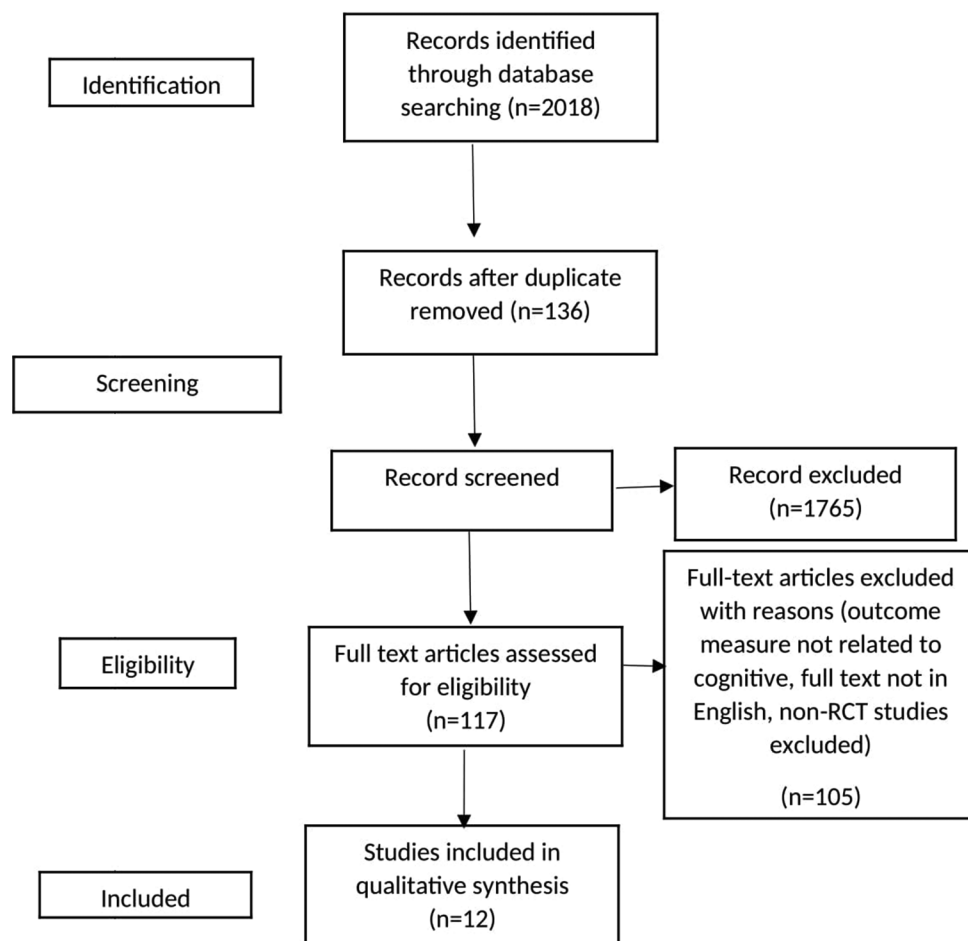 Identification
Records identified
through database
searching (n=2018)
Records after duplicate
removed (n=136)
Screening
Record screened
Record excluded
(n=1765)
Eligibility
Full text articles assessed
for eligibility
(n=117)
Full-text articles excluded
with reasons (outcome
measure not related to
cognitive, full text not in
English, non-RCT studies
excluded)
(n=105)
Included
Studies included in
qualitative synthesis
(n=12)